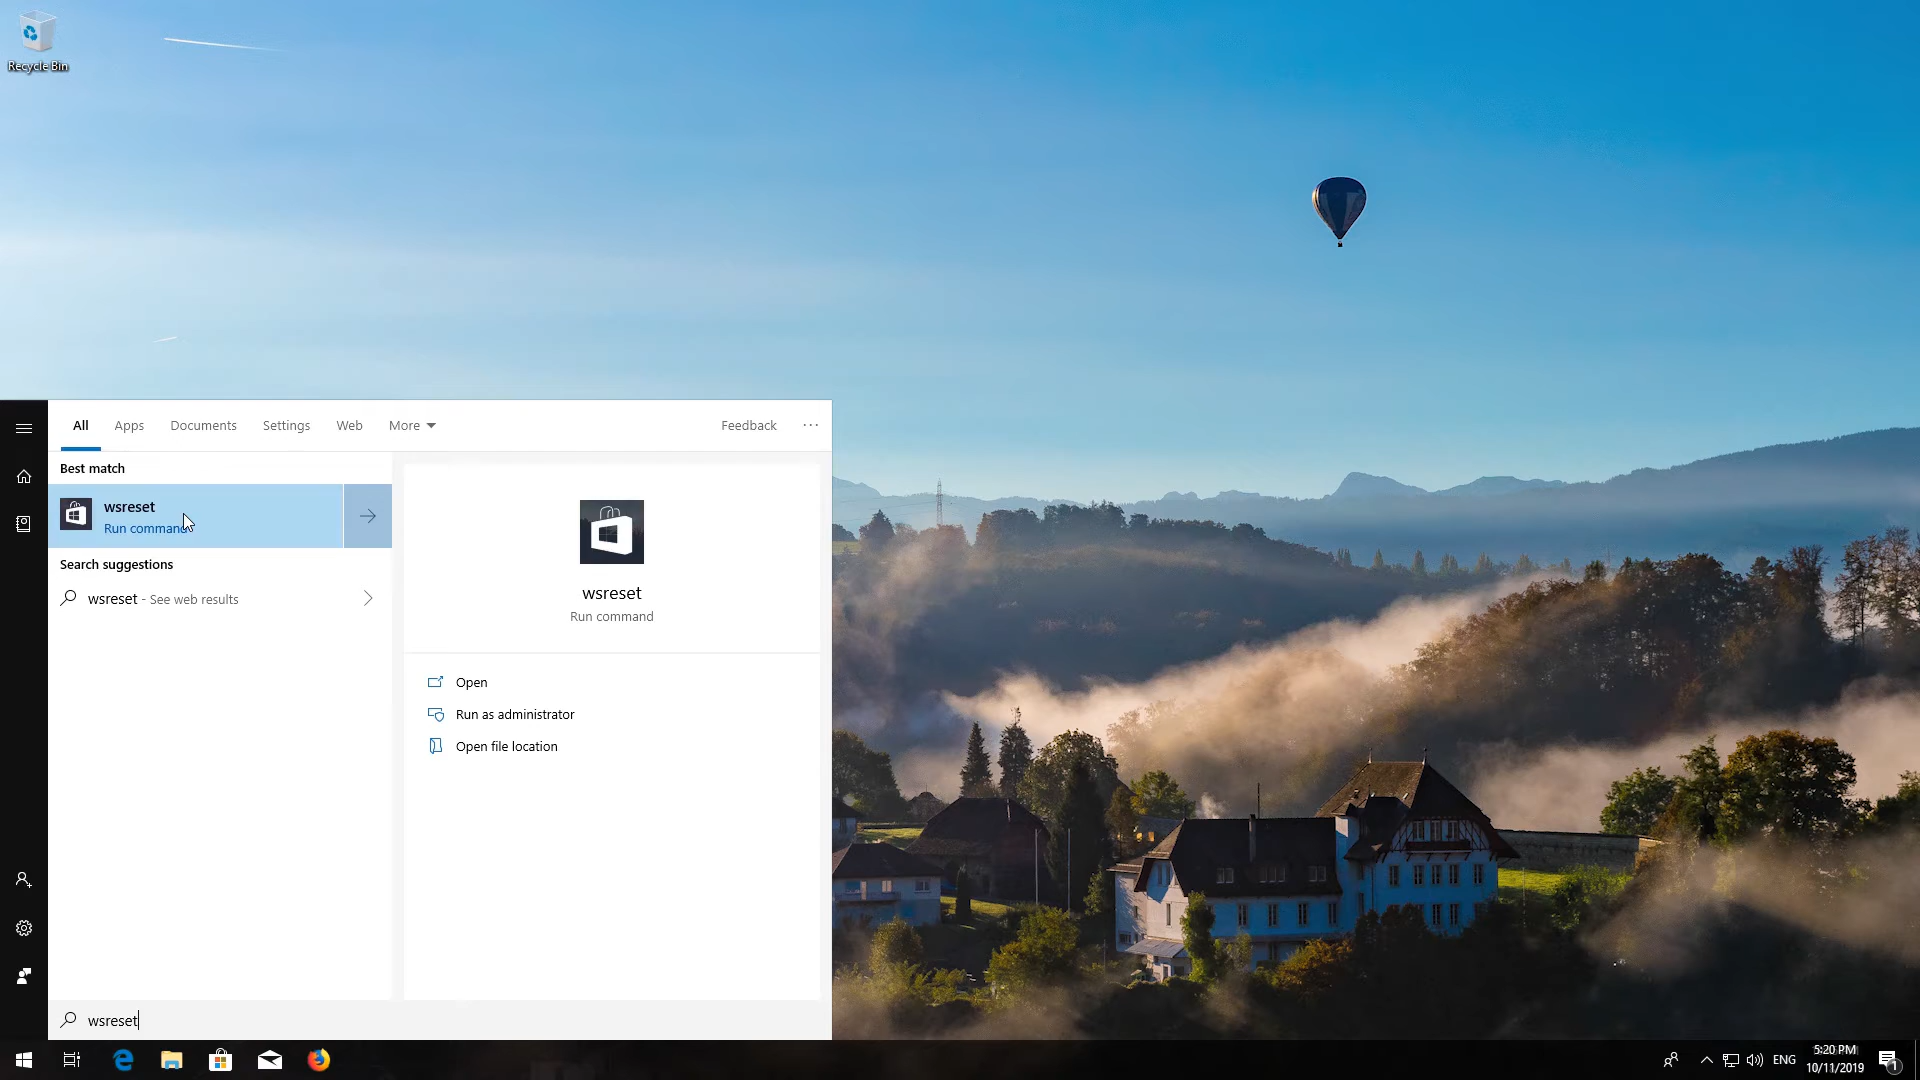 Recycle Bin
All Apps Documents Settings Web More Feedback ...
Best match
wsreset
Run command
Search suggestions
wsreset - See web results
wsreset
Run command
Open
Run as administrator
Open file location
wsreset
ENG
5:20 PM
10/11/2019
1